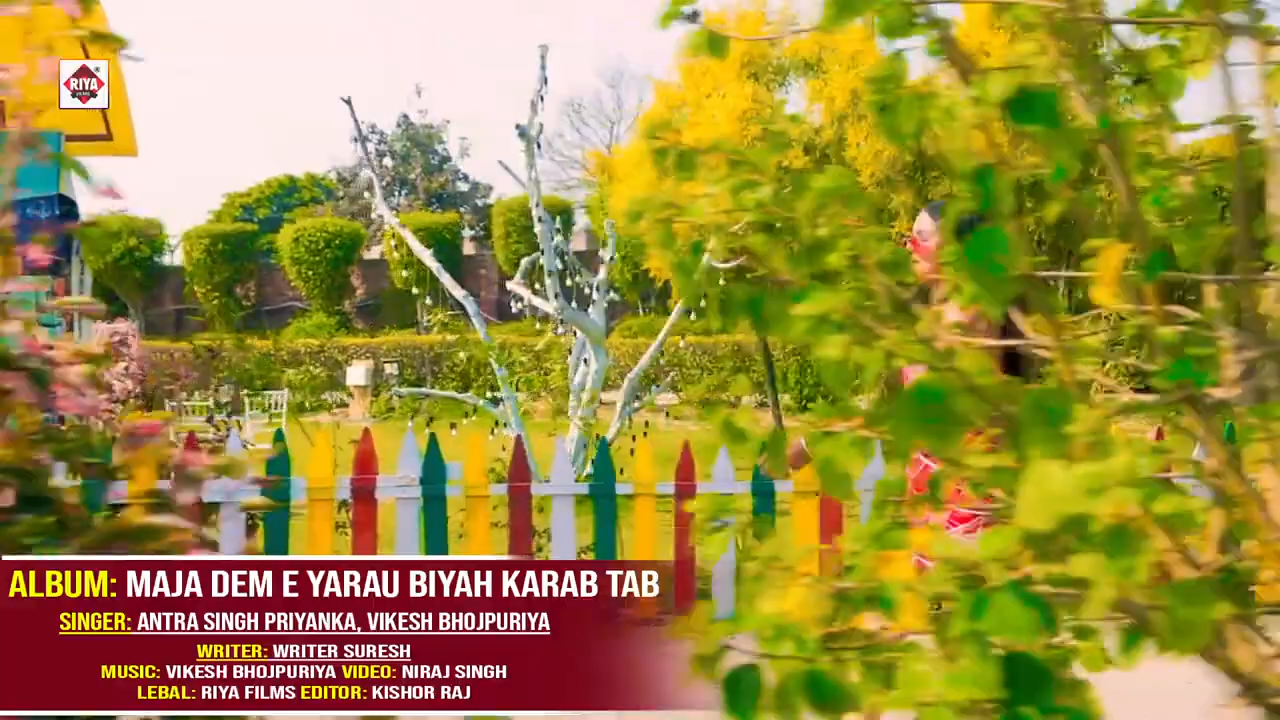 RIYA
FILMS
ALBUM: MAJA DEM E YARAU BIYAH KARAB TAB
SINGER: ANTRA SINGH PRIYANKA, VIKESH BHOJPURIYA
WRITER: WRITER SURESH
MUSIC: VIKESH BHOJPURIYA VIDEO: NIRAJ SINGH
LEBAL: RIYA FILMS EDITOR: KISHOR RAJ